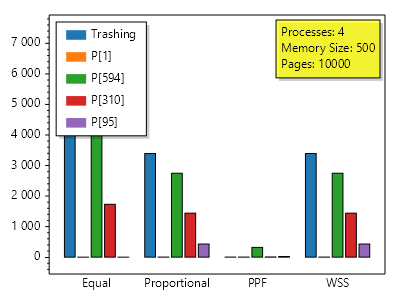 Trashing
P[1]
P[594]
P[310]
P[95]
Processes: 4
Memory Size: 500
Pages: 10000
7 000
6 000
5 000
4 000
3 000
2 000
1 000
0
Equal Proportional PPF WSS